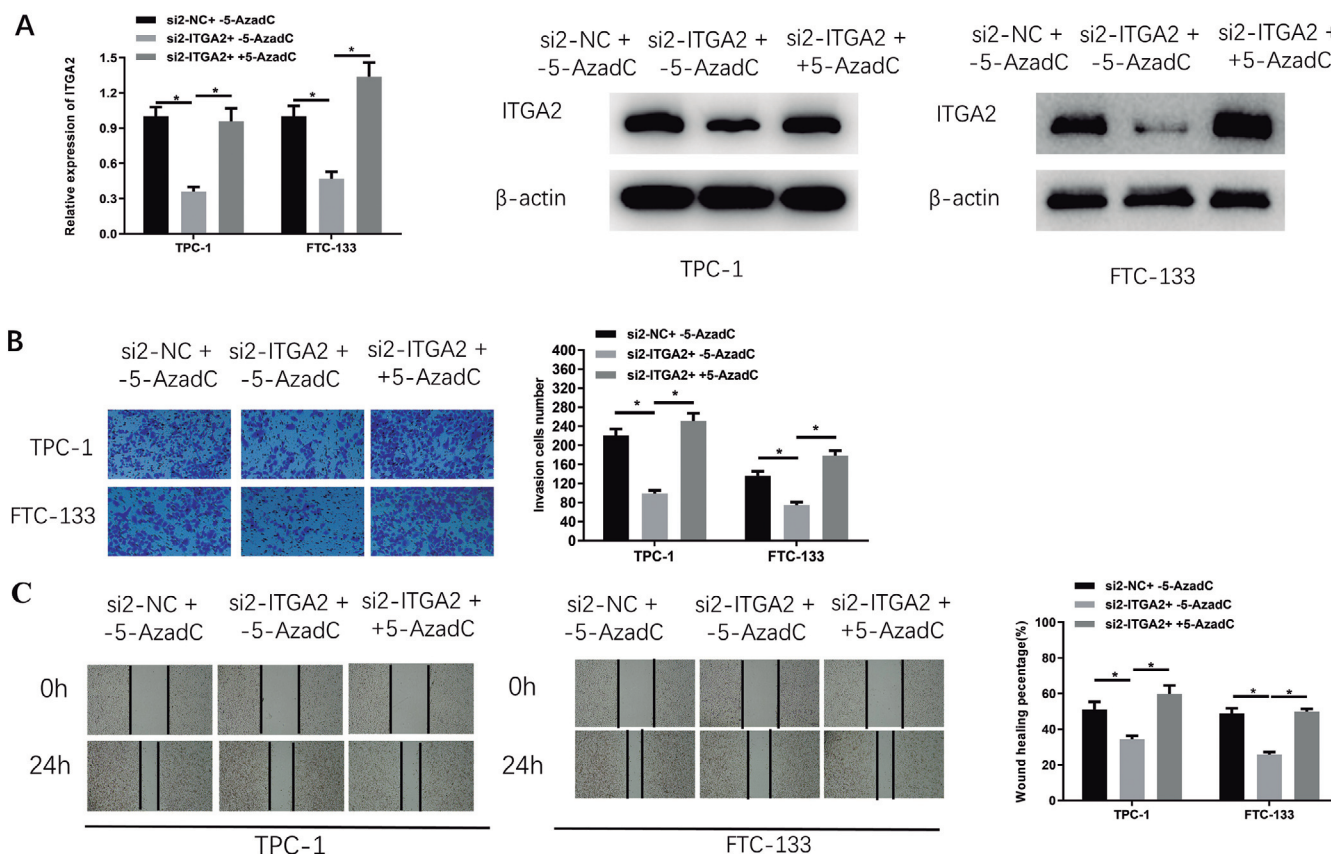 A
si2-NC+ -5-AzadC
si2-ITGA2+ -5-AzadC
si2-ITGA2+ +5-AzadC
Relative expression of ITGA2
1.5
1.2
0.9
0.6
0.3
0.0
* * * *
TPC-1 FTC-133
si2-NC + si2-ITGA2 + si2-ITGA2 +
-5-AzadC -5-AzadC +5-AzadC
ITGA2
β-actin
TPC-1
si2-NC + si2-ITGA2 + si2-ITGA2 +
-5-AzadC -5-AzadC +5-AzadC
ITGA2
β-actin
FTC-133
B
si2-NC + si2-ITGA2 + si2-ITGA2 +
-5-AzadC -5-AzadC +5-AzadC
TPC-1
FTC-133
si2-NC+ -5-AzadC
si2-ITGA2+ -5-AzadC
si2-ITGA2+ +5-AzadC
Invasion cells number
400
360
320
280
240
200
160
120
80
40
0
* * * *
TPC-1 FTC-133
C
si2-NC + si2-ITGA2 + si2-ITGA2 +
-5-AzadC -5-AzadC +5-AzadC
0h
24h
TPC-1
si2-NC + si2-ITGA2 + si2-ITGA2 +
-5-AzadC -5-AzadC +5-AzadC
0h
24h
FTC-133
si2-NC+ -5-AzadC
si2-ITGA2+ -5-AzadC
si2-ITGA2+ +5-AzadC
Wound healing pecentage(%)
100
80
60
40
20
0
* * * *
TPC-1 FTC-133